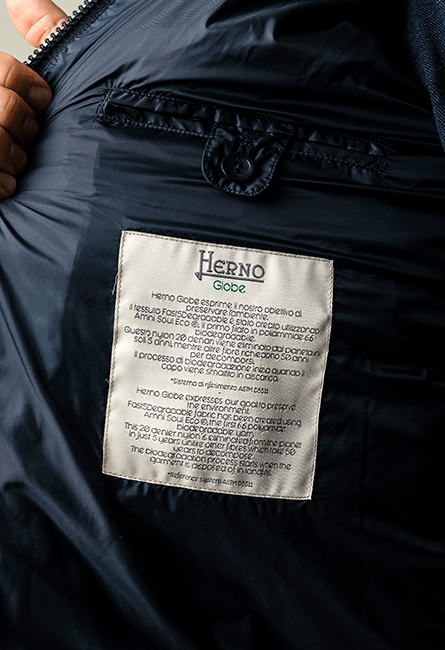 HERNO
Globe
Herno Globe esprime il nostro obiettivo di
preservare l'ambiente.
Il tessuto Fast5Degradable è stato creato utilizzando
Amni Soul Eco ®, il primo filato in poliammide 6.6
biodegradabile.
Questo nylon 20 denari viene eliminato dal pianeta in
soli 5 anni, mentre altre fibre richiedono 50 anni
per decomporsi.
Il processo di biodegradazione inizia quando il
capo viene smaltito in discarica.
*Sistema di riferimento ASTM D5511
Herno Globe expresses our goal to preserve
the environment.
Fast5Degradable fabric has been created using
Amni Soul Eco ®, the first 6.6 polyamide
biodegradable yarn.
This 20 denier nylon is eliminated from the planet
in just 5 years unlike other fibres which take 50
years to decompose.
The biodegradation process starts when the
garment is disposed of in landfills.
*Reference system ASTM D5511